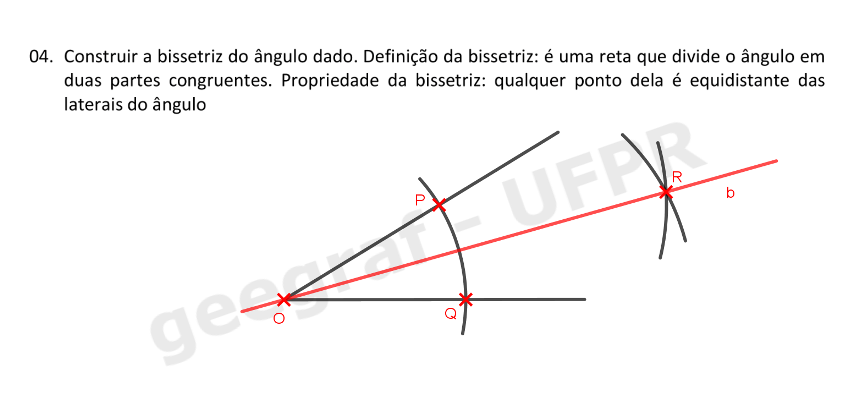 04. Construir a bissetriz do ângulo dado. Definição da bissetriz: é uma reta que divide o ângulo em
duas partes congruentes. Propriedade da bissetriz: qualquer ponto dela é equidistante das
laterais do ângulo
R
b
P
O
Q
geegraf - UFPR